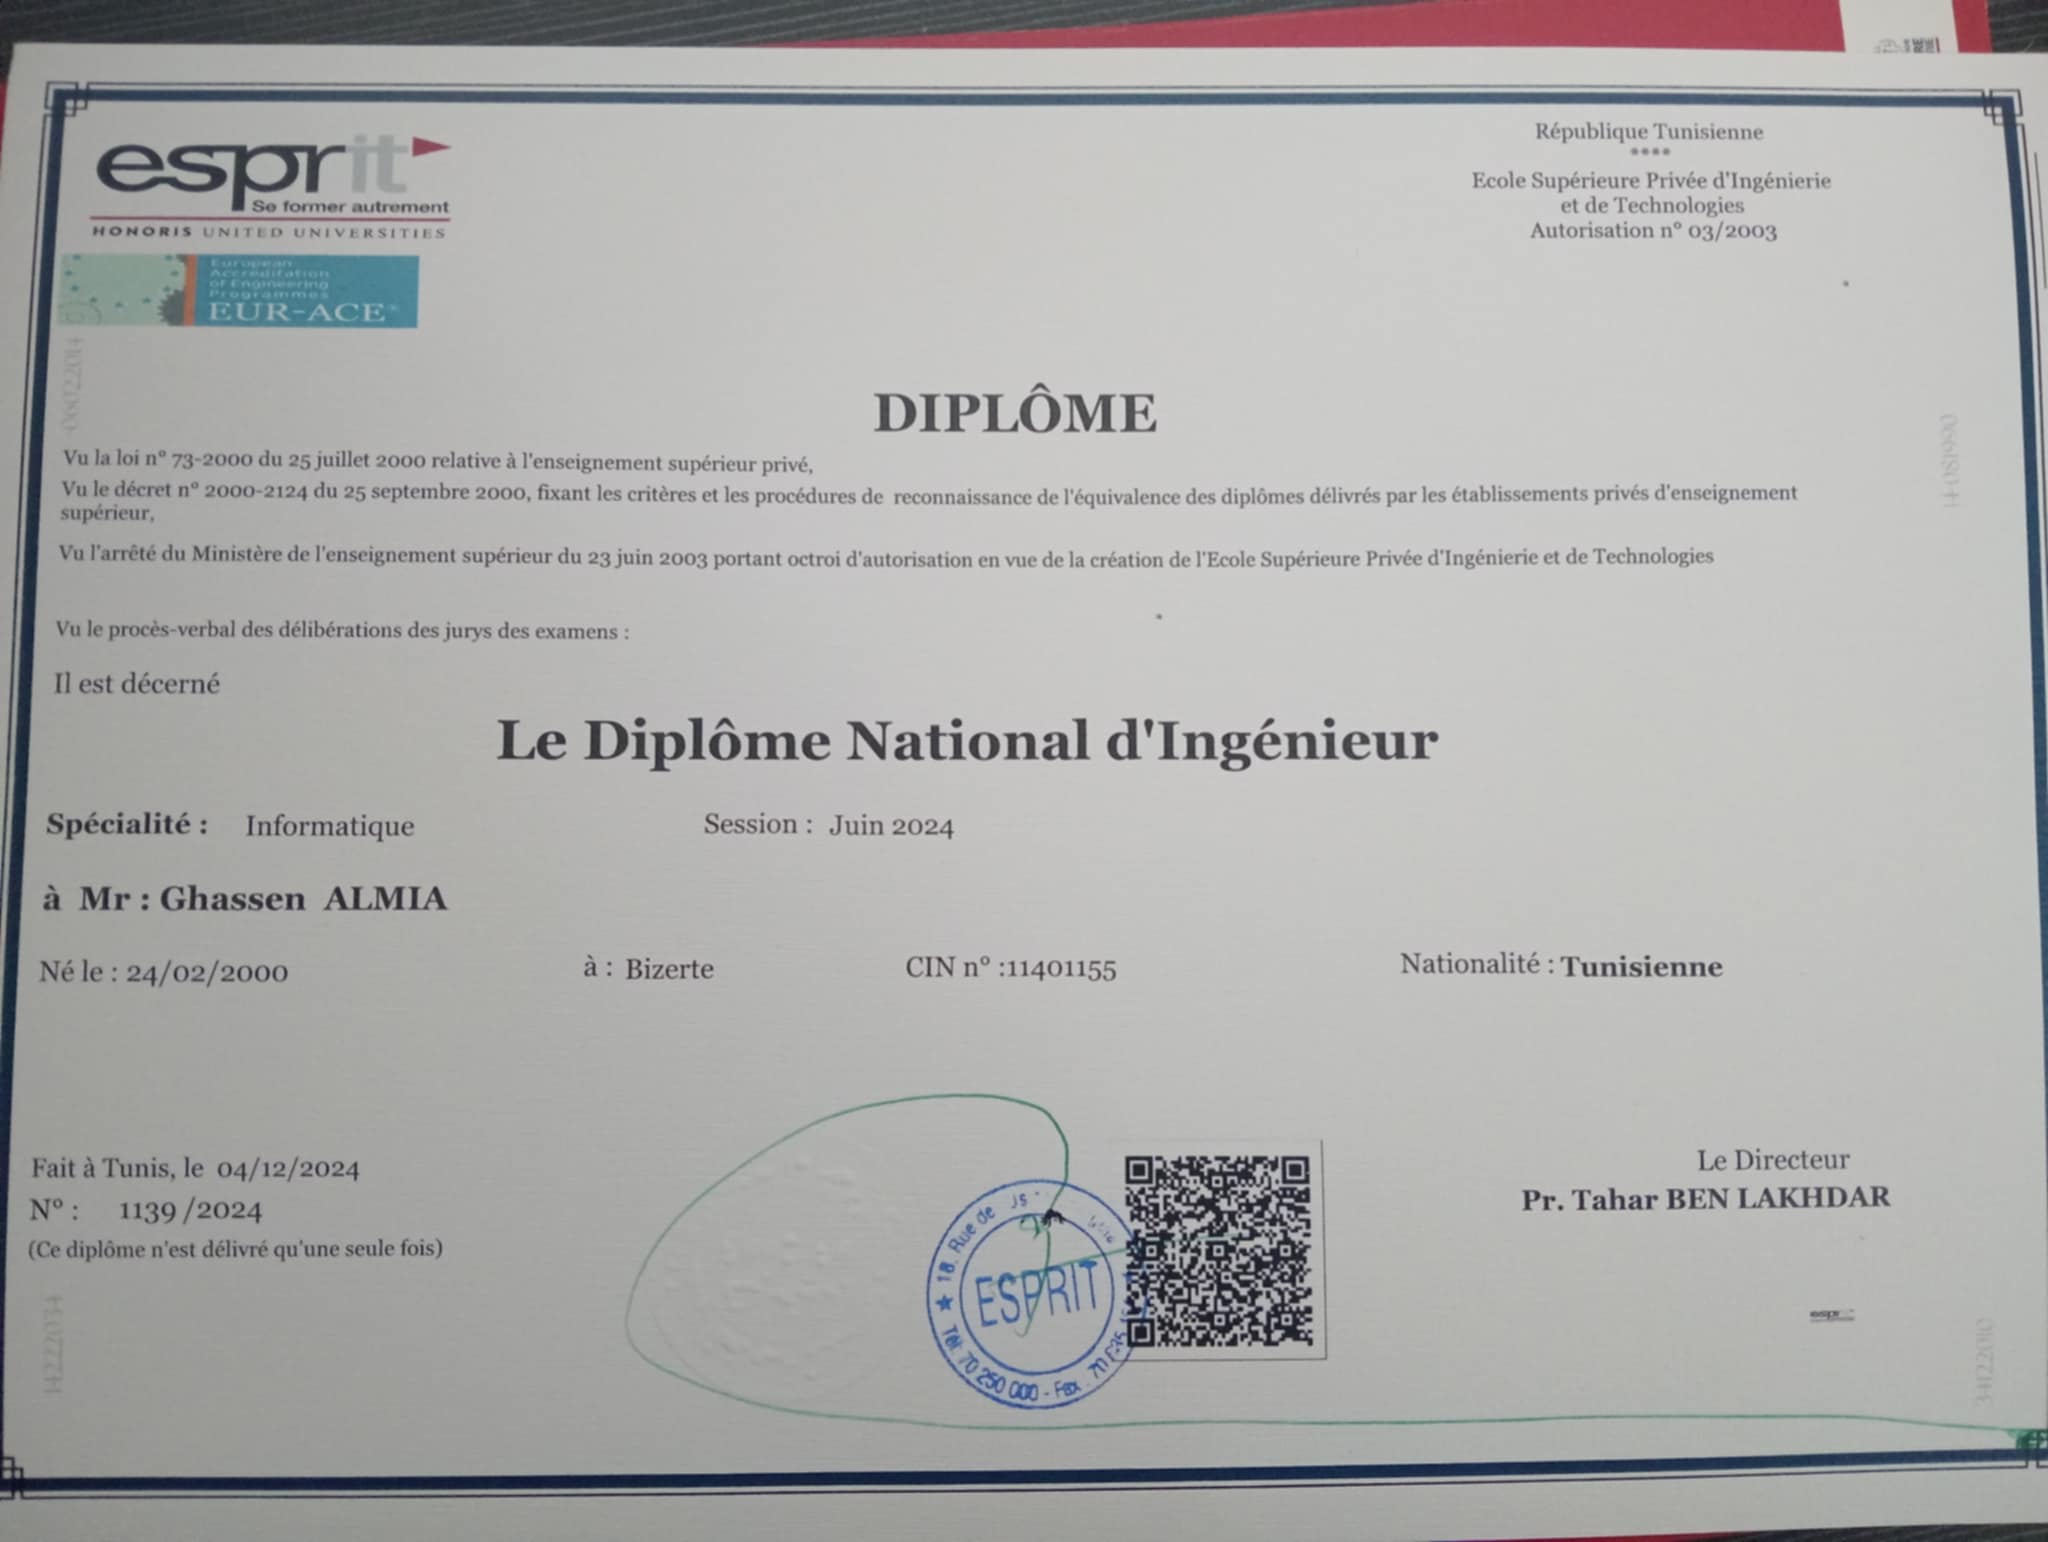 esprit
Se former autrement
HONORIS UNITED UNIVERSITIES
European
Accreditation
of Engineering
Programmes
EUR-ACE®
République Tunisienne
****
Ecole Supérieure Privée d'Ingénierie
et de Technologies
Autorisation n° 03/2003
06022014
14081990
DIPLÔME
Vu la loi n° 73-2000 du 25 juillet 2000 relative à l'enseignement supérieur privé,
Vu le décret n° 2000-2124 du 25 septembre 2000, fixant les critères et les procédures de reconnaissance de l'équivalence des diplômes délivrés par les établissements privés d'enseignement
supérieur,
Vu l'arrêté du Ministère de l'enseignement supérieur du 23 juin 2003 portant octroi d'autorisation en vue de la création de l'Ecole Supérieure Privée d'Ingénierie et de Technologies
Vu le procès-verbal des délibérations des jurys des examens :
Il est décerné
Le Diplôme National d'Ingénieur
Spécialité : Informatique Session : Juin 2024
à Mr : Ghassen ALMIA
Né le : 24/02/2000 à : Bizerte CIN n° :11401155 Nationalité : Tunisienne
Fait à Tunis, le 04/12/2024
N° : 1139 /2024
(Ce diplôme n'est délivré qu'une seule fois)
18, Rue de
ESPRIT
Tél: 70 250 000 - Fax : 70
Le Directeur
Pr. Tahar BEN LAKHDAR
esprit
14222034
34122010